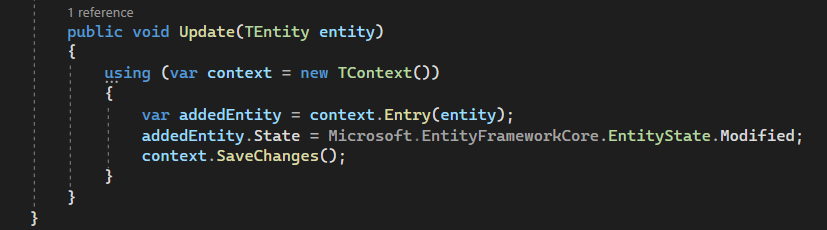 1 reference
public void Update(TEntity entity)
{
using (var context = new TContext())
{
var addedEntity = context.Entry(entity);
addedEntity.State = Microsoft.EntityFrameworkCore.EntityState.Modified;
context.SaveChanges();
}
}
}